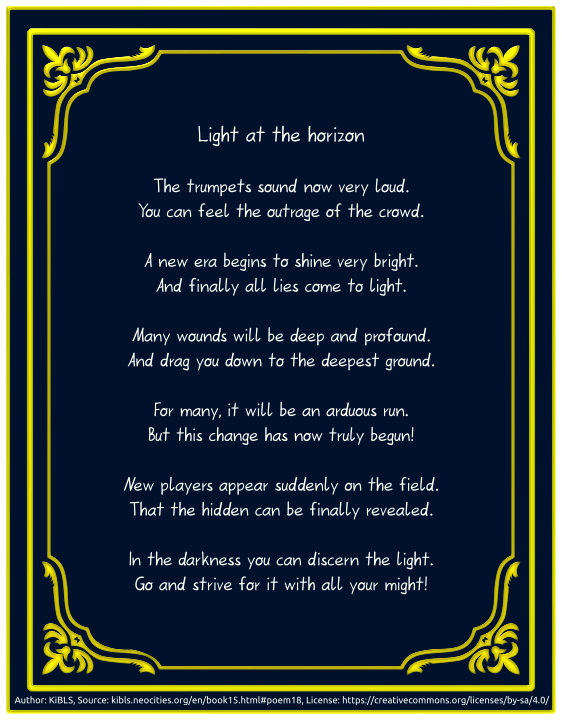 Light at the horizon
The trumpets sound now very loud.
You can feel the outrage of the crowd.
A new era begins to shine very bright.
And finally all lies come to light.
Many wounds will be deep and profound.
And drag you down to the deepest ground.
For many, it will be an arduous run.
But this change has now truly begun!
New players appear suddenly on the field.
That the hidden can be finally revealed.
In the darkness you can discern the light.
Go and strive for it with all your might!
Author: KiBLS, Source: kibls.neocities.org/en/book15.html#poem18, License: https://creativecommons.org/licenses/by-sa/4.0/